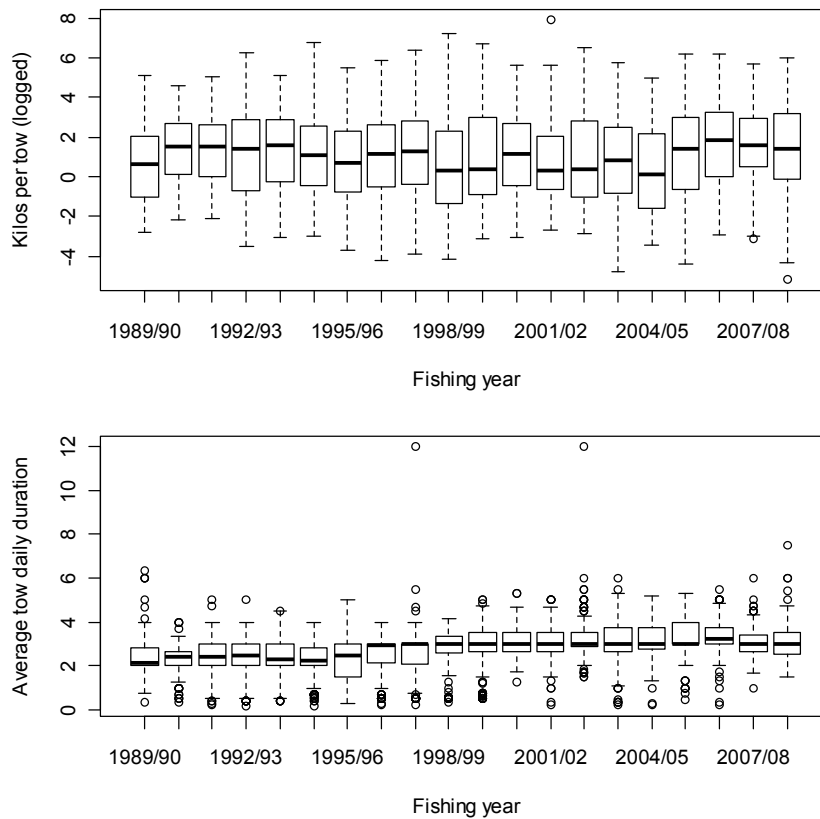 Kilos per tow (logged)
8
6
4
2
0
-2
-4
1989/90 1992/93 1995/96 1998/99 2001/02 2004/05 2007/08
Fishing year
Average tow daily duration
12
10
8
6
4
2
0
1989/90 1992/93 1995/96 1998/99 2001/02 2004/05 2007/08
Fishing year